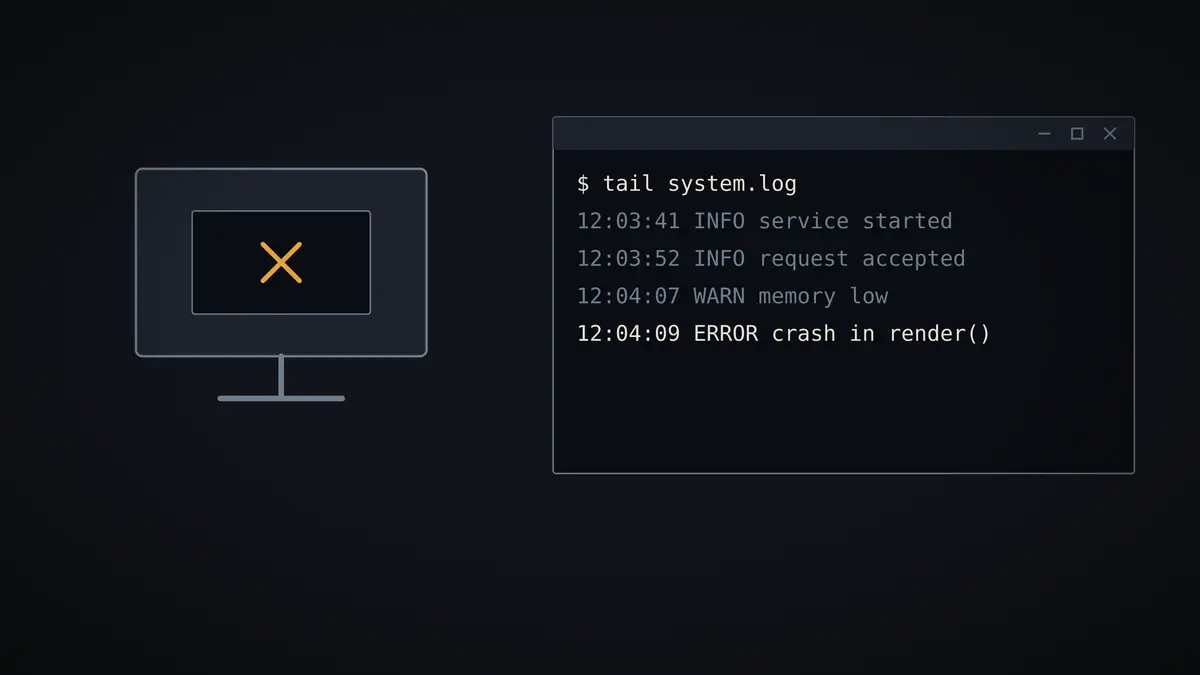 $ tail system.log
12:03:41 INFO service started
12:03:52 INFO request accepted
12:04:07 WARN memory low
12:04:09 ERROR crash in render()